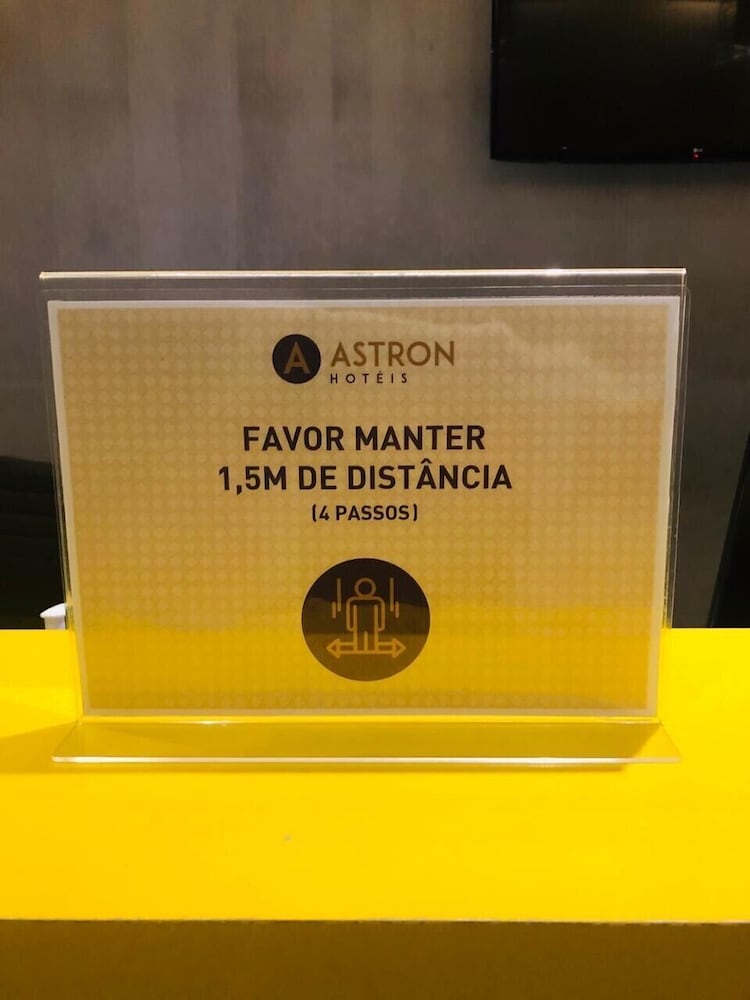 A ASTRON
HOTÉIS
FAVOR MANTER
1,5M DE DISTÂNCIA
(4 PASSOS)